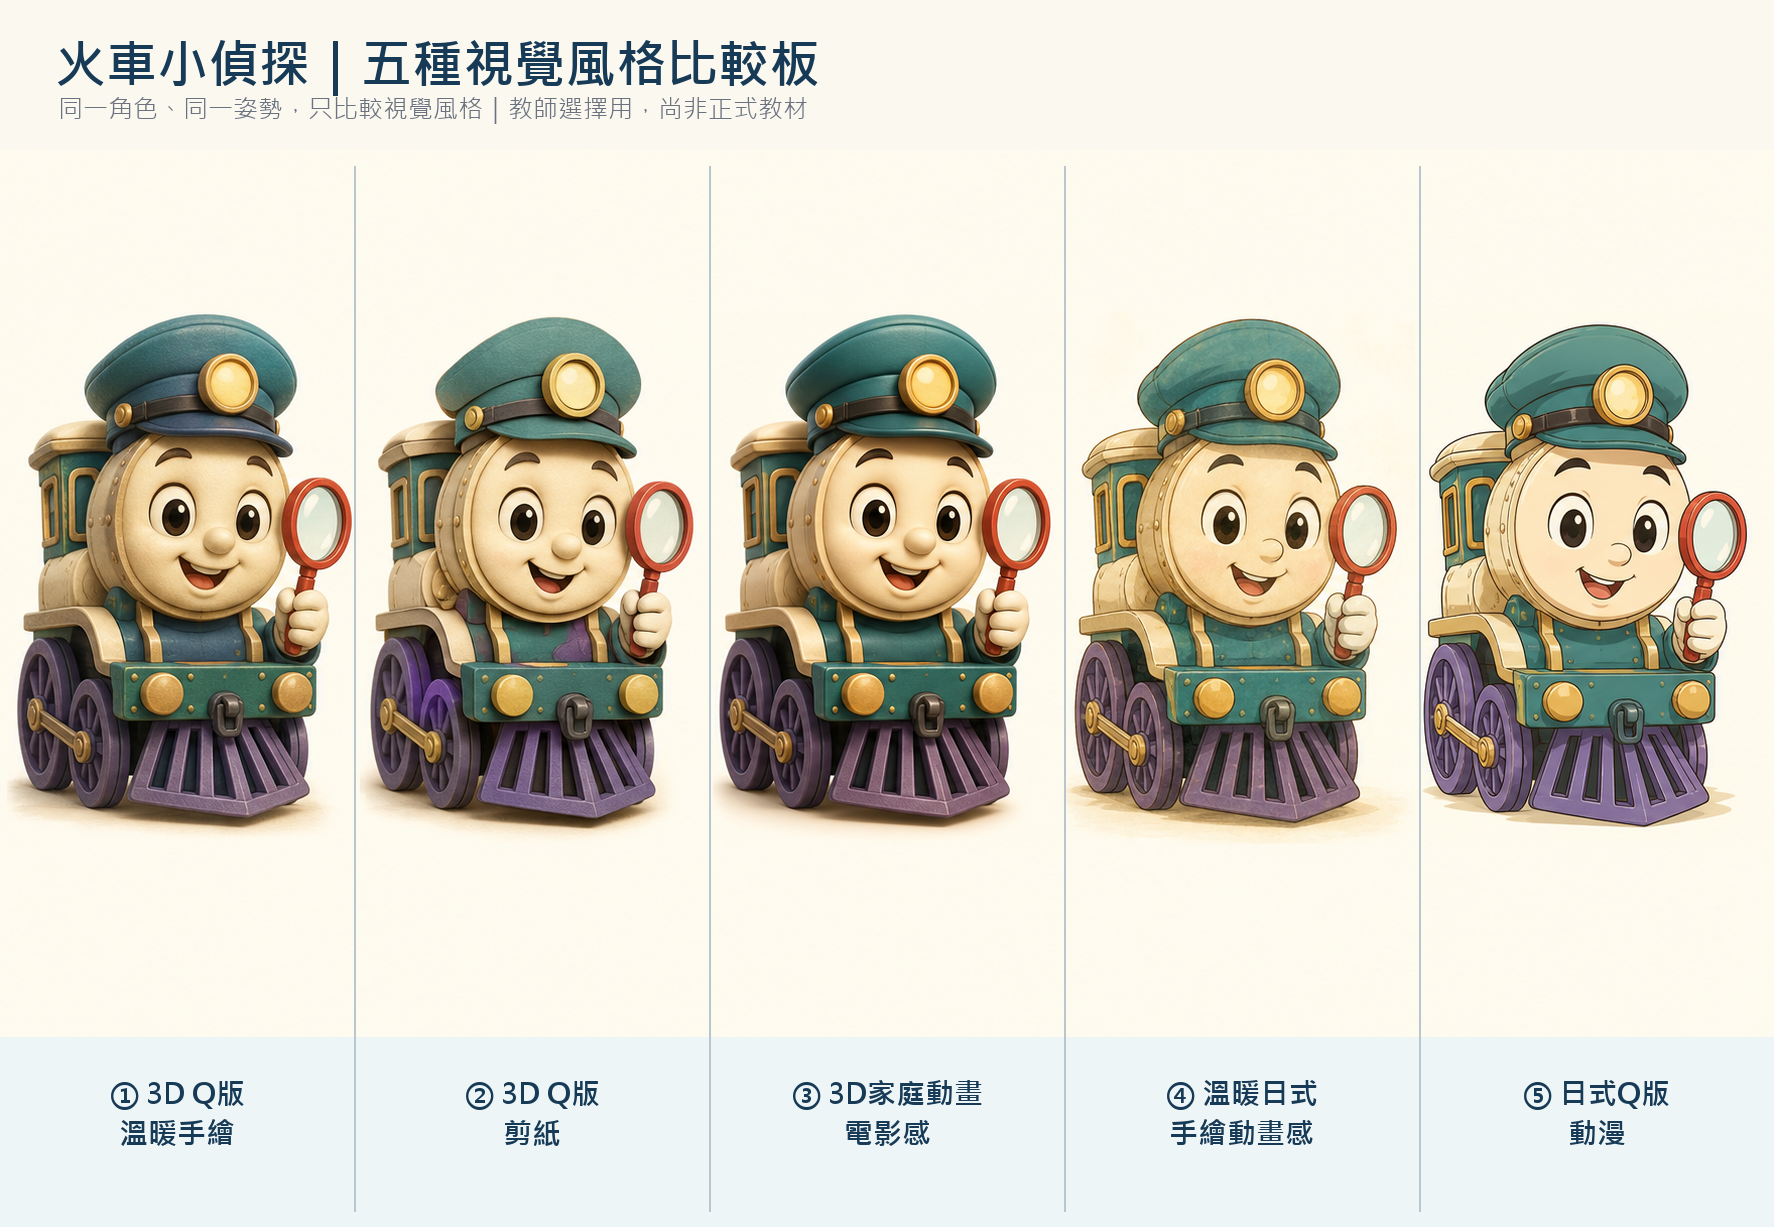 火車小偵探 | 五種視覺風格比較板
同一角色、同一姿勢，只比較視覺風格 | 教師選擇用，尚非正式教材
① 3D Q版
溫暖手繪
② 3D Q版
剪紙
③ 3D家庭動畫
電影感
④ 溫暖日式
手繪動畫感
⑤ 日式Q版
動漫